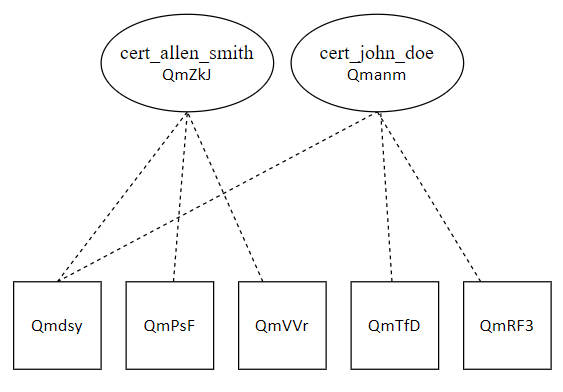 cert_allen_smith
QmZkJ
cert_john_doe
Qmanm
Qmdsy
QmPsF
QmVVr
QmTfD
QmRF3